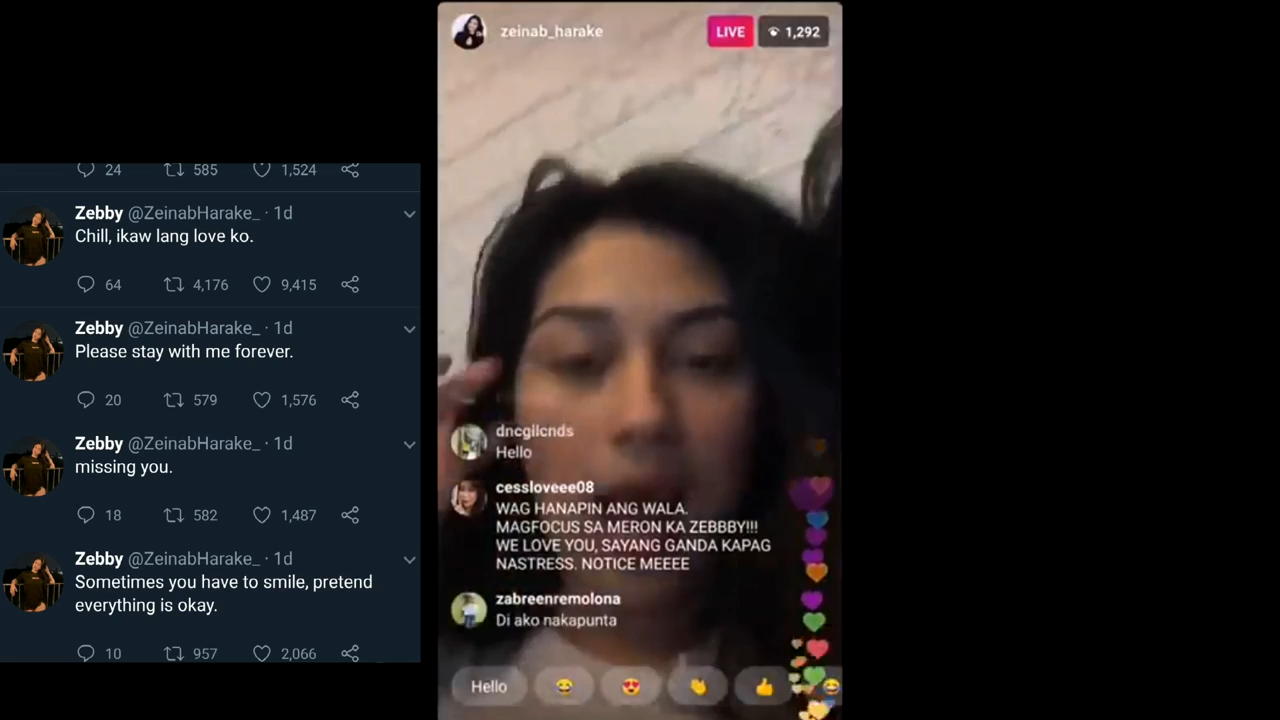 24 585 1,524
Zebby @ZeinabHarake_ · 1d
Chill, ikaw lang love ko.
64 4,176 9,415
Zebby @ZeinabHarake_ · 1d
Please stay with me forever.
20 579 1,576
Zebby @ZeinabHarake_ · 1d
missing you.
18 582 1,487
Zebby @ZeinabHarake_ · 1d
Sometimes you have to smile, pretend
everything is okay.
10 957 2,066
zeinab_harake LIVE 1,292
dncgilcnds
Hello
cessloveee08
WAG HANAPIN ANG WALA.
MAGFOCUS SA MERON KA ZEBBBY!!!
WE LOVE YOU, SAYANG GANDA KAPAG
NASTRESS. NOTICE MEEEE
zabreenremolona
Di ako nakapunta
Hello